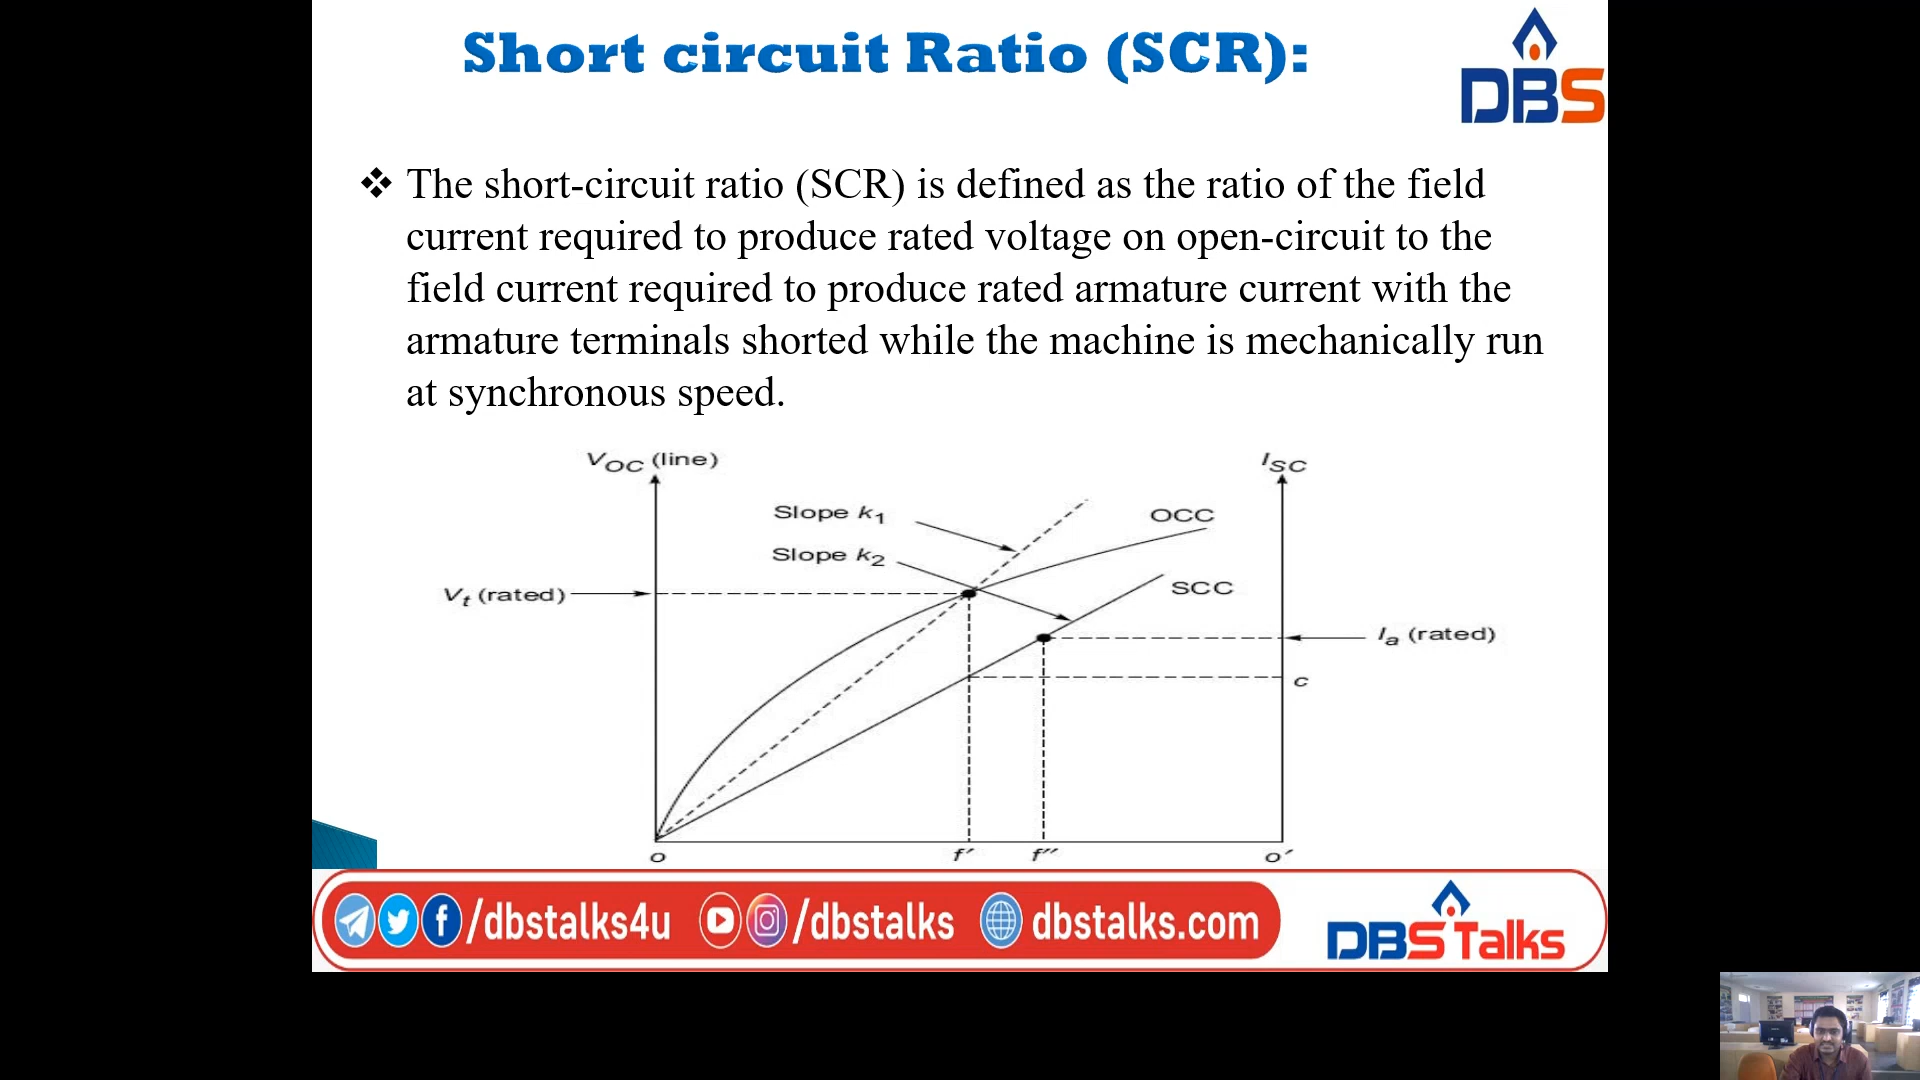 Short circuit Ratio (SCR):
DBS
❖ The short-circuit ratio (SCR) is defined as the ratio of the field
current required to produce rated voltage on open-circuit to the
field current required to produce rated armature current with the
armature terminals shorted while the machine is mechanically run
at synchronous speed.
VOC (line)
ISC
Slope k1
OCC
Slope k2
SCC
Vt (rated)
Ia (rated)
c
o
f′
f″
o′
/dbstalks4u
/dbstalks
dbstalks.com
DBS Talks